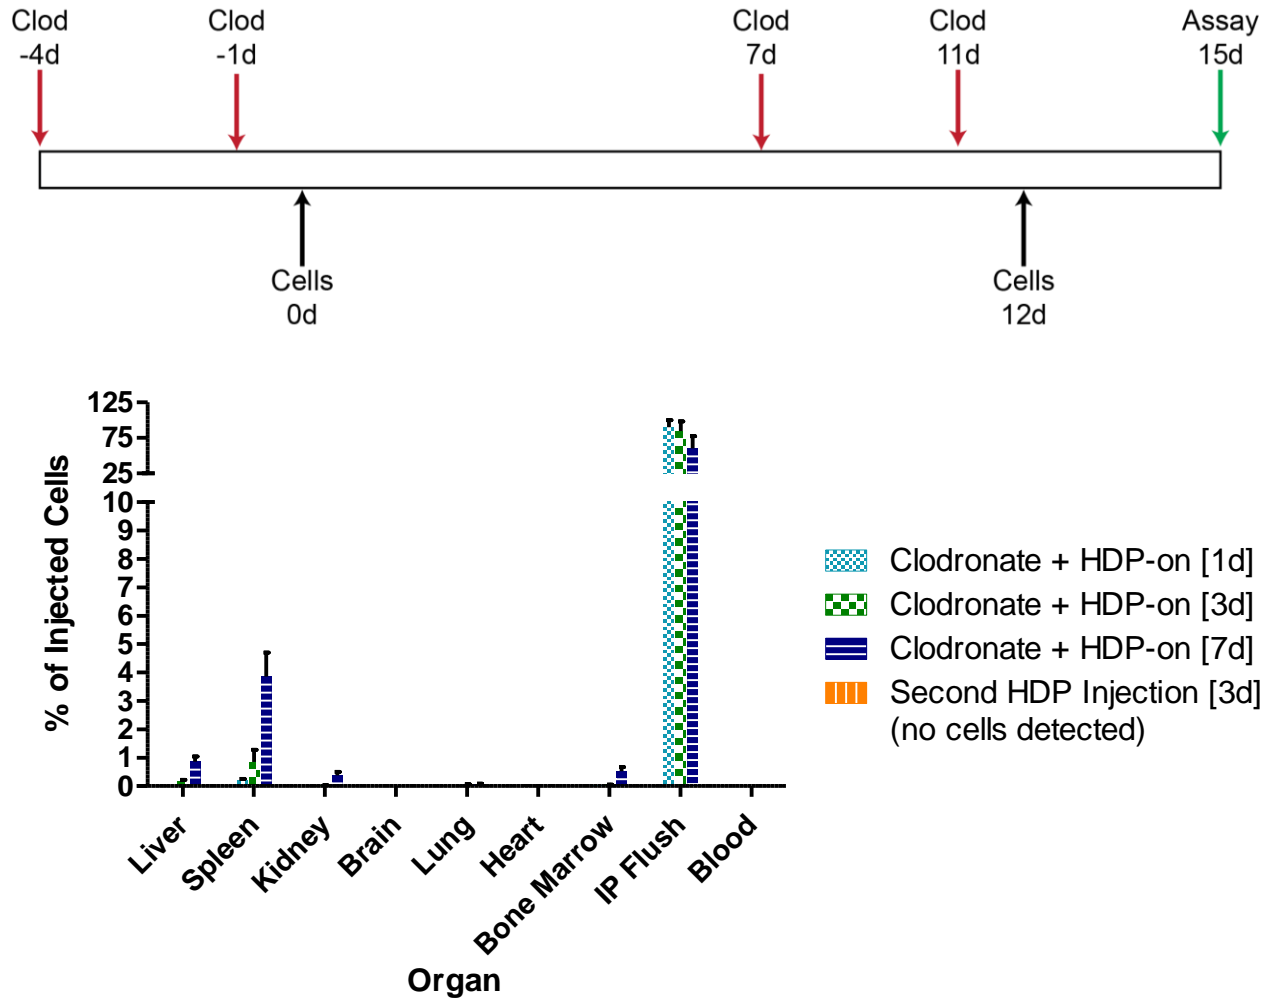 Clod
-4d
Clod
-1d
Clod
7d
Clod
11d
Assay
15d
Cells
0d
Cells
12d
% of Injected Cells
125
75
25
10
9
8
7
6
5
4
3
2
1
0
Liver
Spleen
Kidney
Brain
Lung
Heart
Bone Marrow
IP Flush
Blood
Organ
Clodronate + HDP-on [1d]
Clodronate + HDP-on [3d]
Clodronate + HDP-on [7d]
Second HDP Injection [3d]
(no cells detected)